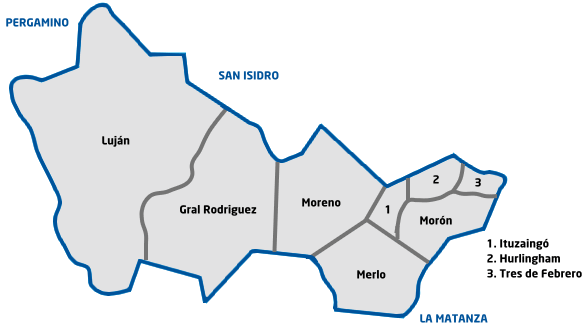 PERGAMINO
SAN ISIDRO
Luján
2
3
Gral Rodriguez
Moreno
1
Morón
1. Ituzaingó
2. Hurlingham
3. Tres de Febrero
Merlo
LA MATANZA